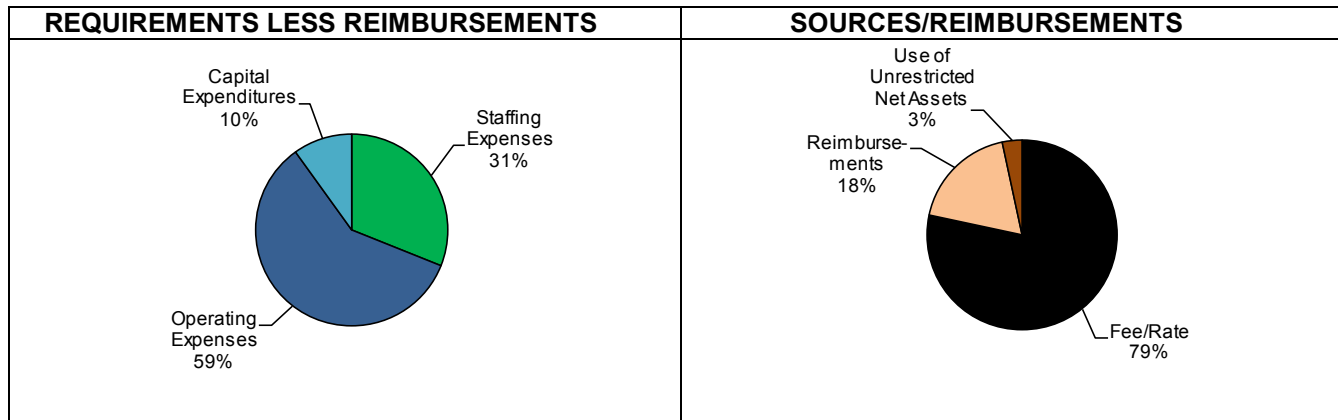 REQUIREMENTS LESS REIMBURSEMENTS
Capital
Expenditures
10%
Staffing
Expenses
31%
Operating
Expenses
59%
SOURCES/REIMBURSEMENTS
Use of
Unrestricted
Net Assets
3%
Reimburse-
ments
18%
Fee/Rate
79%